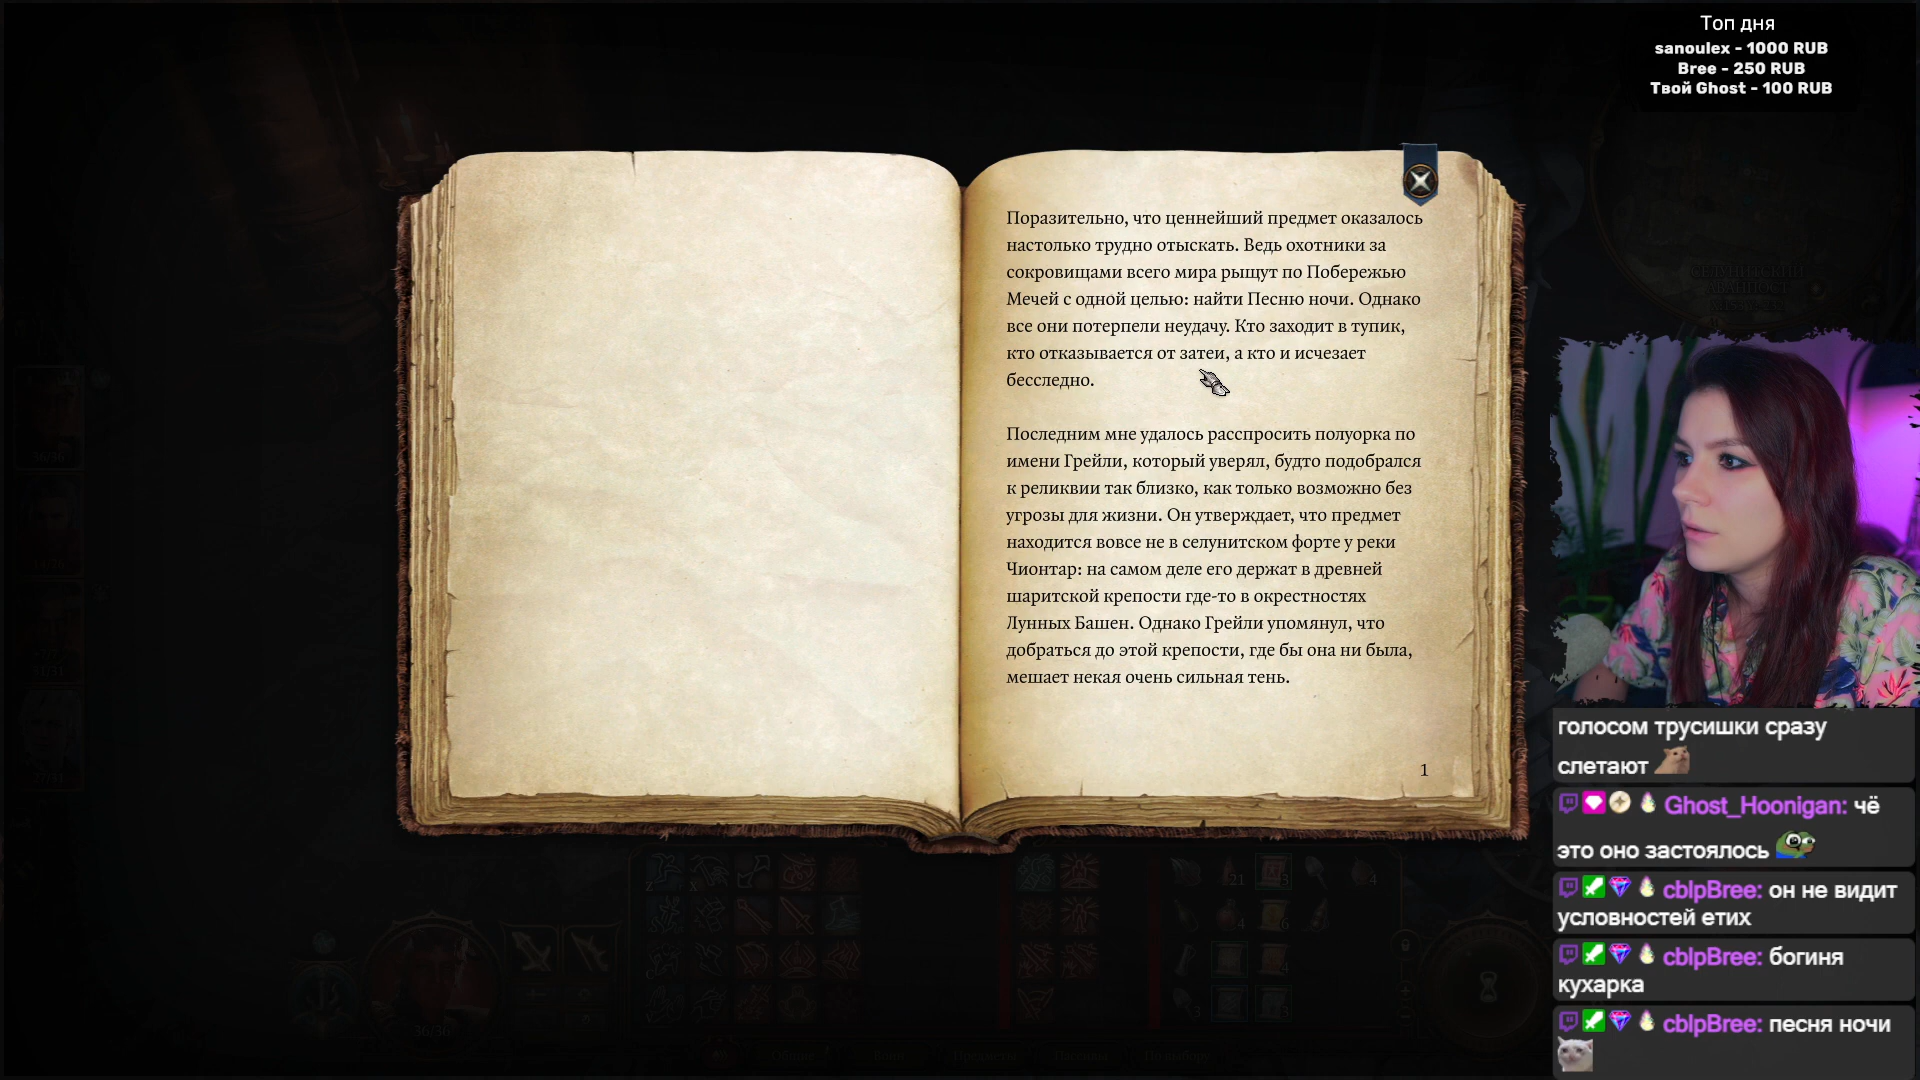 Топ дня
sanoulex - 1000 RUB
Bree - 250 RUB
Твой Ghost - 100 RUB
Поразительно, что ценнейший предмет оказалось
настолько трудно отыскать. Ведь охотники за
сокровищами всего мира рыщут по Побережью
Мечей с одной целью: найти Песню ночи. Однако
все они потерпели неудачу. Кто заходит в тупик,
кто отказывается от затеи, а кто и исчезает
бесследно.
Последним мне удалось расспросить полуорка по
имени Грейли, который уверял, будто подобрался
к реликвии так близко, как только возможно без
угрозы для жизни. Он утверждает, что предмет
находится вовсе не в селунитском форте у реки
Чионтар: на самом деле его держат в древней
шаритской крепости где-то в окрестностях
Лунных Башен. Однако Грейли упомянул, что
добраться до этой крепости, где бы она ни была,
мешает некая очень сильная тень.
1
СЕЛУНИТСКИЙ
АВАНПОСТ
36/36
голосом трусишки сразу
слетают
Ghost_Hoonigan: чё
это оно застоялось
cblpBree: он не видит
условностей етих
cblpBree: богиня
кухарка
cblpBree: песня ночи